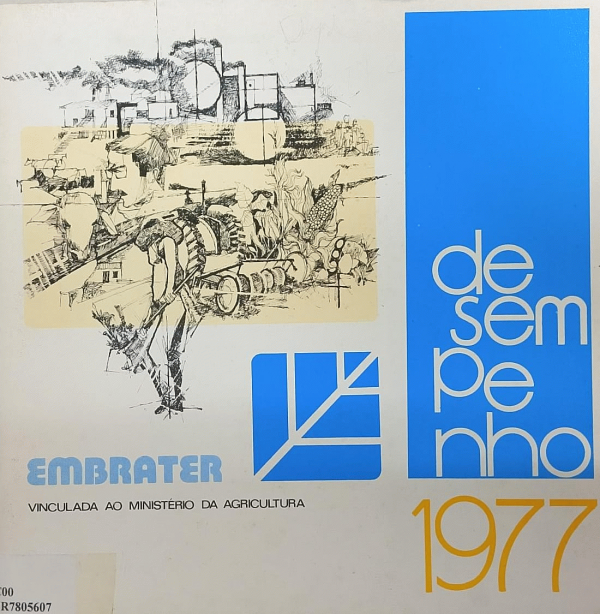 de
sem
pe
nho
1977
EMBRATER
VINCULADA AO MINISTÉRIO DA AGRICULTURA
R7805607